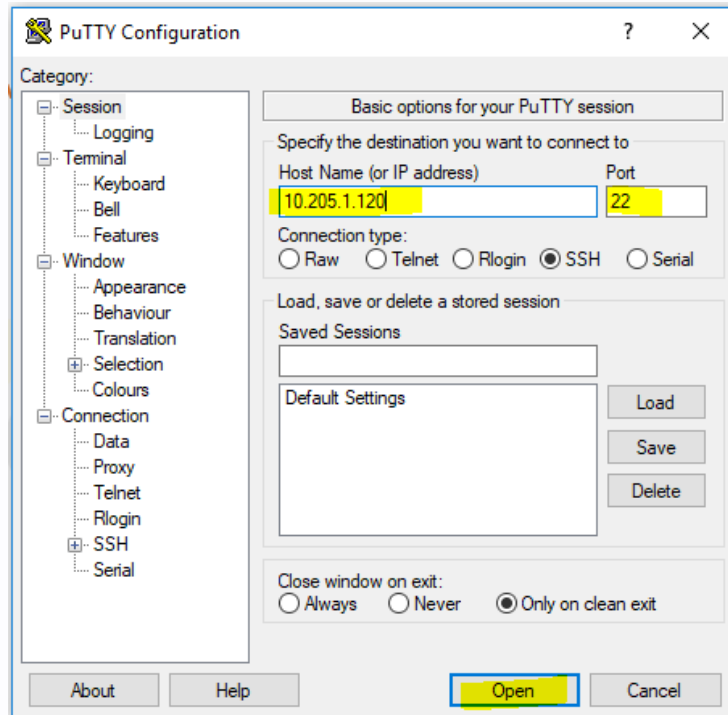 PuTTY Configuration
?
Category:
Session
Logging
Terminal
Keyboard
Bell
Features
Window
Appearance
Behaviour
Translation
Selection
Colours
Connection
Data
Proxy
Telnet
Rlogin
SSH
Serial
Basic options for your PuTTY session
Specify the destination you want to connect to
Host Name (or IP address) Port
10.205.1.120 22
Connection type:
Raw Telnet Rlogin SSH Serial
Load, save or delete a stored session
Saved Sessions
Default Settings
Load
Save
Delete
Close window on exit:
Always Never Only on clean exit
About Help Open Cancel